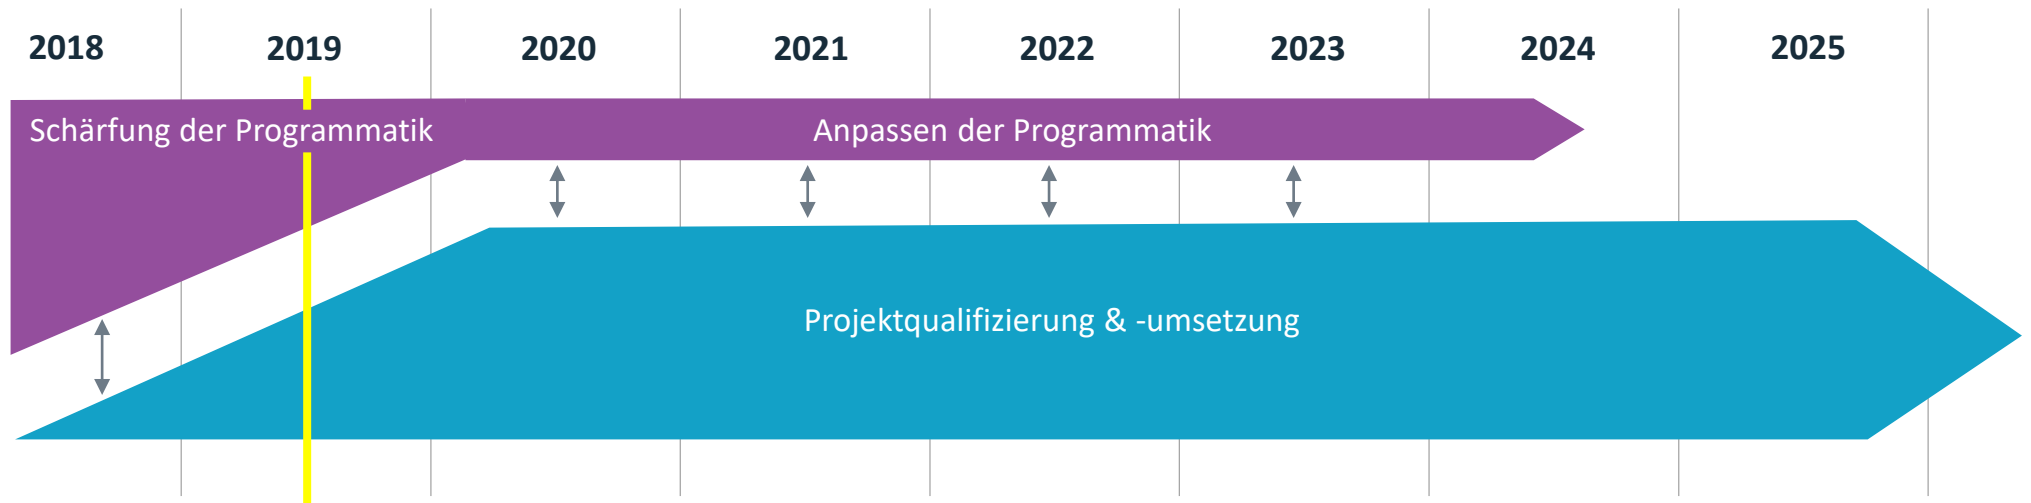 2018 2019 2020 2021 2022 2023 2024 2025
Schärfung der Programmatik Anpassen der Programmatik
Projektqualifizierung & -umsetzung